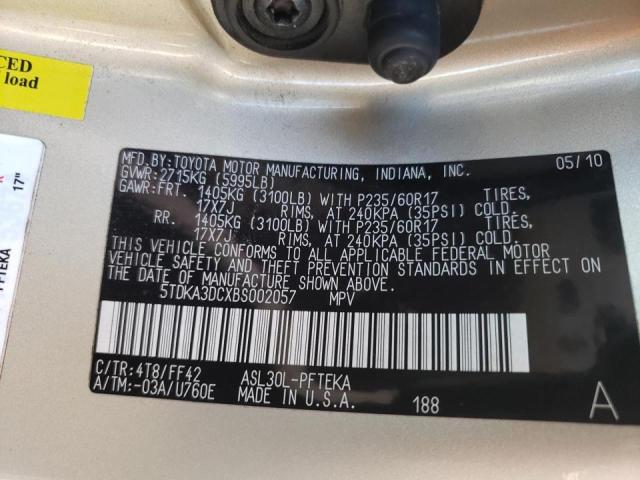 CED
load
17"
PFTEKA
MFD.BY:TOYOTA MOTOR MANUFACTURING, INDIANA, INC. 05/10
GVWR:2715KG (5995LB)
GAWR:FRT. 1405KG (3100LB) WITH P235/60R17 TIRES,
17X7J RIMS, AT 240KPA (35PSI) COLD.
RR. 1405KG (3100LB) WITH P235/60R17 TIRES,
17X7J RIMS, AT 240KPA (35PSI) COLD.
THIS VEHICLE CONFORMS TO ALL APPLICABLE FEDERAL MOTOR
VEHICLE SAFETY AND THEFT PREVENTION STANDARDS IN EFFECT ON
THE DATE OF MANUFACTURE SHOWN ABOVE.
5TDKA3DCXBS002057 MPV
C/TR:4T8/FF42 ASL30L-PFTEKA
A/TM:-03A/U760E MADE IN U.S.A. 188 A